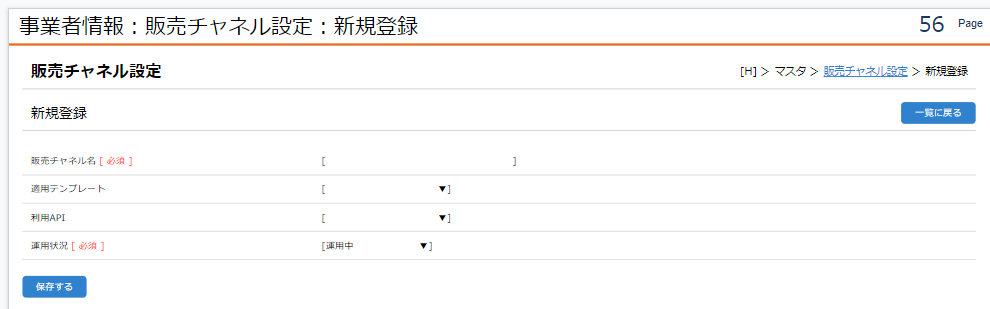 事業者情報：販売チャネル設定：新規登録 56 Page
販売チャネル設定 [H] > マスタ > 販売チャネル設定 > 新規登録
新規登録 一覧に戻る
販売チャネル名 [ 必須 ] [ ]
適用テンプレート [ ▼]
利用API [ ▼]
運用状況 [ 必須 ] [運用中 ▼]
保存する